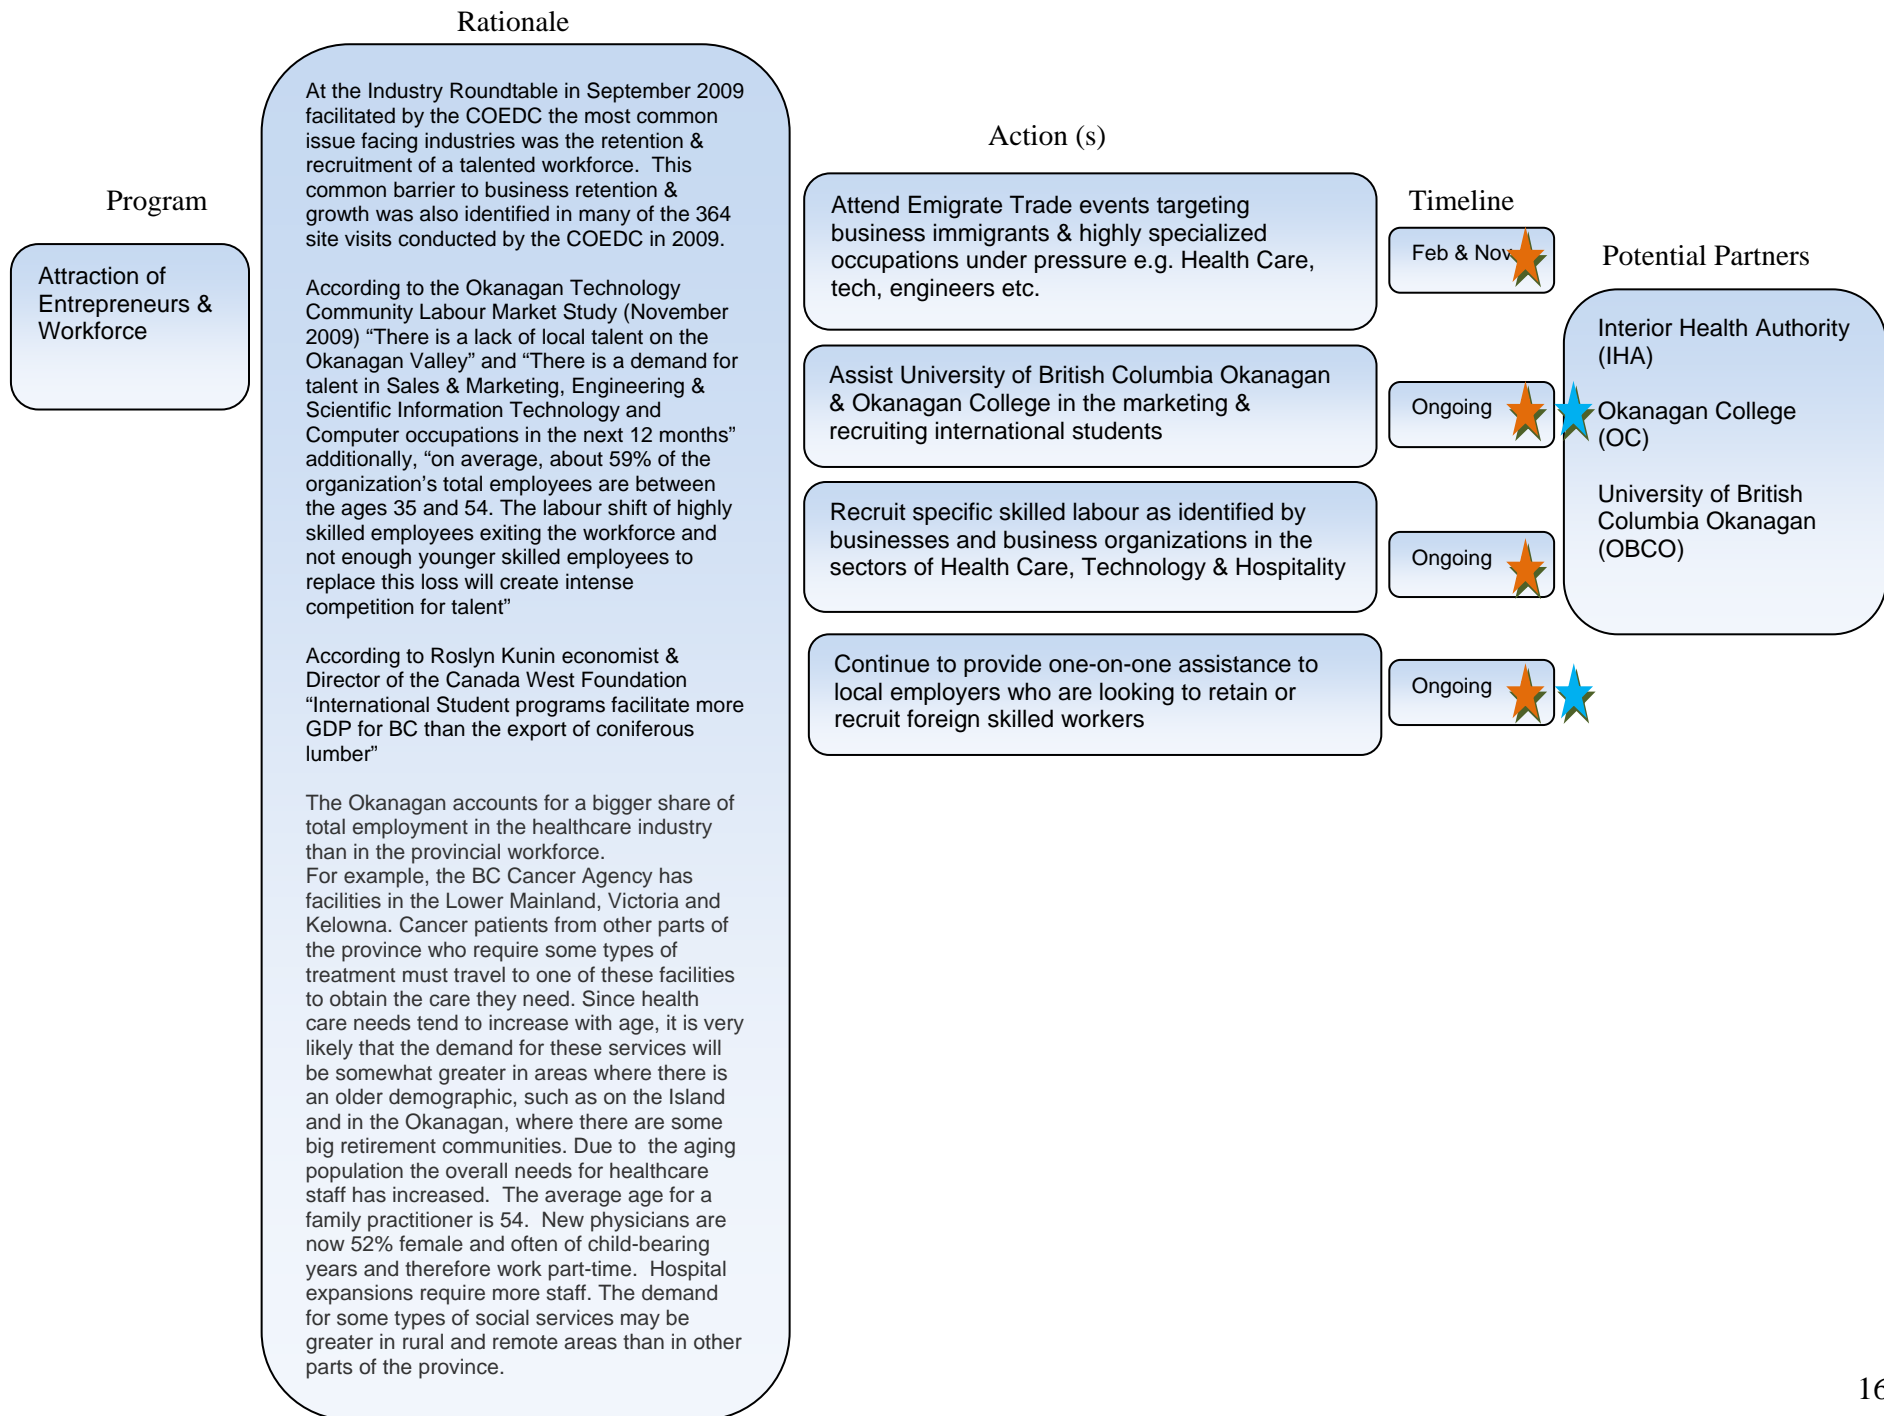 Rationale
At the Industry Roundtable in September 2009
facilitated by the COEDC the most common
issue facing industries was the retention &
recruitment of a talented workforce.  This
common barrier to business retention &
growth was also identified in many of the 364
site visits conducted by the COEDC in 2009.
According to the Okanagan Technology
Community Labour Market Study (November
2009) “There is a lack of local talent on the
Okanagan Valley” and “There is a demand for
talent in Sales & Marketing, Engineering &
Scientific Information Technology and
Computer occupations in the next 12 months”
additionally, “on average, about 59% of the
organization’s total employees are between
the ages 35 and 54. The labour shift of highly
skilled employees exiting the workforce and
not enough younger skilled employees to
replace this loss will create intense
competition for talent”
According to Roslyn Kunin economist &
Director of the Canada West Foundation
“International Student programs facilitate more
GDP for BC than the export of coniferous
lumber”
The Okanagan accounts for a bigger share of
total employment in the healthcare industry
than in the provincial workforce.
For example, the BC Cancer Agency has
facilities in the Lower Mainland, Victoria and
Kelowna. Cancer patients from other parts of
the province who require some types of
treatment must travel to one of these facilities
to obtain the care they need. Since health
care needs tend to increase with age, it is very
likely that the demand for these services will
be somewhat greater in areas where there is
an older demographic, such as on the Island
and in the Okanagan, where there are some
big retirement communities. Due to  the aging
population the overall needs for healthcare
staff has increased.  The average age for a
family practitioner is 54.  New physicians are
now 52% female and often of child-bearing
years and therefore work part-time.  Hospital
expansions require more staff. The demand
for some types of social services may be
greater in rural and remote areas than in other
parts of the province.
Program
Attraction of
Entrepreneurs &
Workforce
Action (s)
Attend Emigrate Trade events targeting
business immigrants & highly specialized
occupations under pressure e.g. Health Care,
tech, engineers etc.
Assist University of British Columbia Okanagan
& Okanagan College in the marketing &
recruiting international students
Recruit specific skilled labour as identified by
businesses and business organizations in the
sectors of Health Care, Technology & Hospitality
Continue to provide one-on-one assistance to
local employers who are looking to retain or
recruit foreign skilled workers
Timeline
Feb & Nov
Ongoing
Ongoing
Ongoing
Potential Partners
Interior Health Authority
(IHA)
Okanagan College
(OC)
University of British
Columbia Okanagan
(OBCO)
16